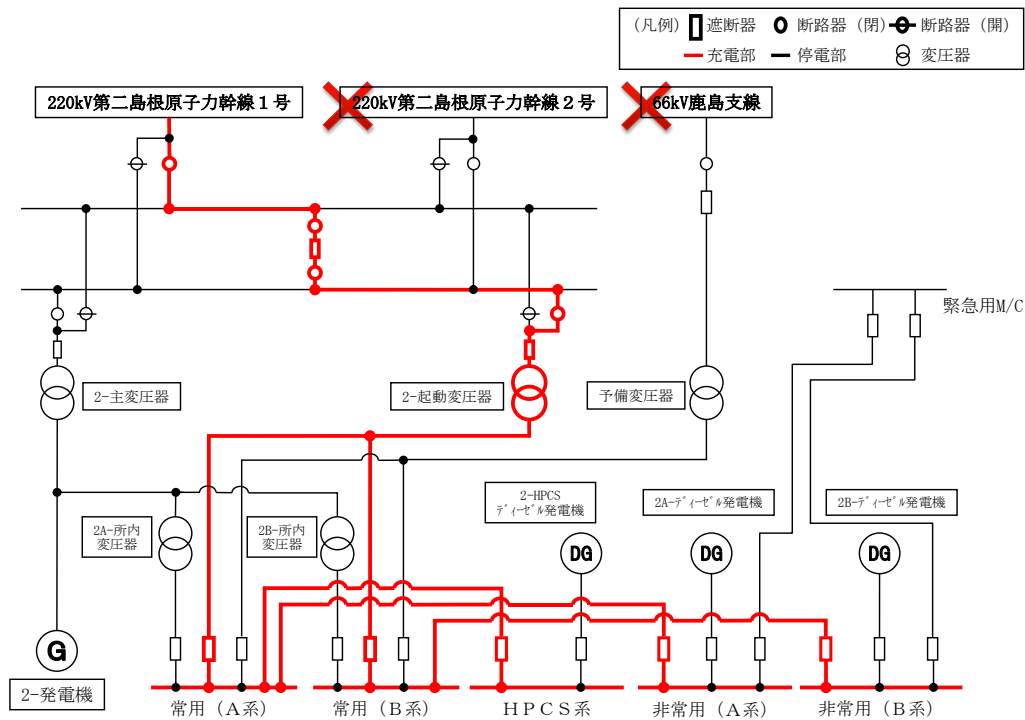 (凡例) 遮断器 断路器(閉) 断路器(開)
充電部 停電部 変圧器
220kV第二島根原子力幹線1号
220kV第二島根原子力幹線2号
66kV鹿島支線
緊急用M/C
2-主変圧器
2-起動変圧器
予備変圧器
2A-所内
変圧器
2B-所内
変圧器
2-HPCS
ディーゼル発電機
2A-ディーゼル発電機
2B-ディーゼル発電機
DG
DG
DG
G
2-発電機
常用(A系)
常用(B系)
HPCS系
非常用(A系)
非常用(B系)